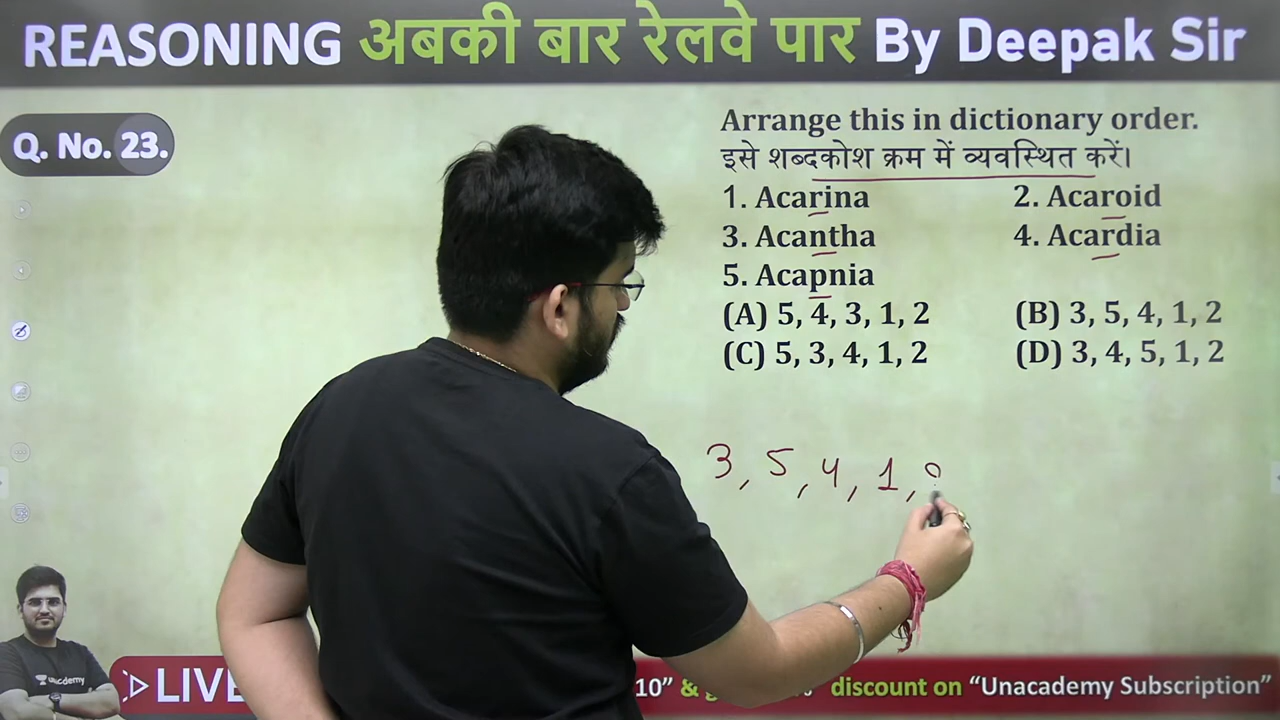 REASONING अबकी बार रेलवे पार By Deepak Sir
Q. No. 23.
Arrange this in dictionary order.
इसे शब्दकोश क्रम में व्यवस्थित करें।
1. Acarina 2. Acaroid
3. Acantha 4. Acardia
5. Acapnia
(A) 5, 4, 3, 1, 2 (B) 3, 5, 4, 1, 2
(C) 5, 3, 4, 1, 2 (D) 3, 4, 5, 1, 2
3, 5, 4, 1,
unacademy
LIVE
10” & discount on “Unacademy Subscription”